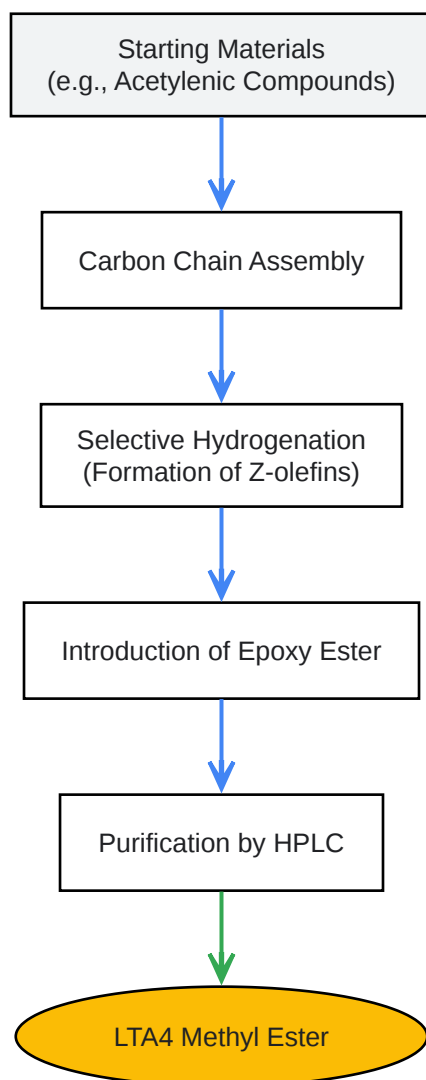 Starting Materials
(e.g., Acetylenic Compounds)
Carbon Chain Assembly
Selective Hydrogenation
(Formation of Z-olefins)
Introduction of Epoxy Ester
Purification by HPLC
LTA4 Methyl Ester